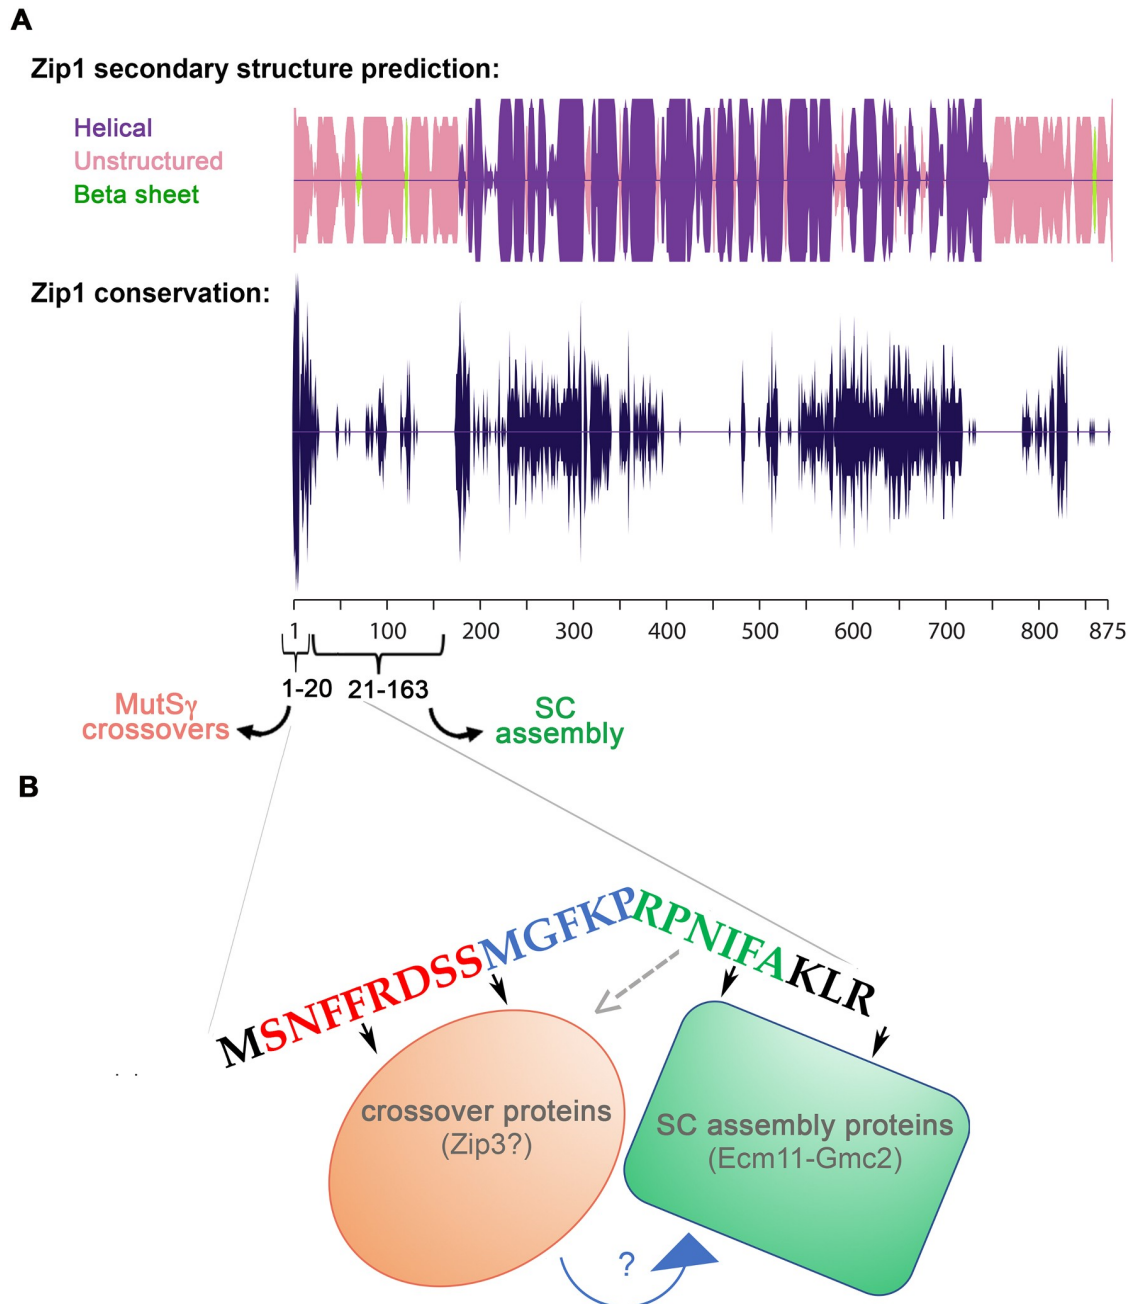 A
Zip1 secondary structure prediction:
Helical
Unstructured
Beta sheet
Zip1 conservation:
1 100 200 300 400 500 600 700 800 875
1-20 21-163
MutSγ
crossovers
SC
assembly
B
MSNFFRDSSMGFKPRPNIFAKLR
crossover proteins
(Zip3?)
SC assembly proteins
(Ecm11-Gmc2)
?